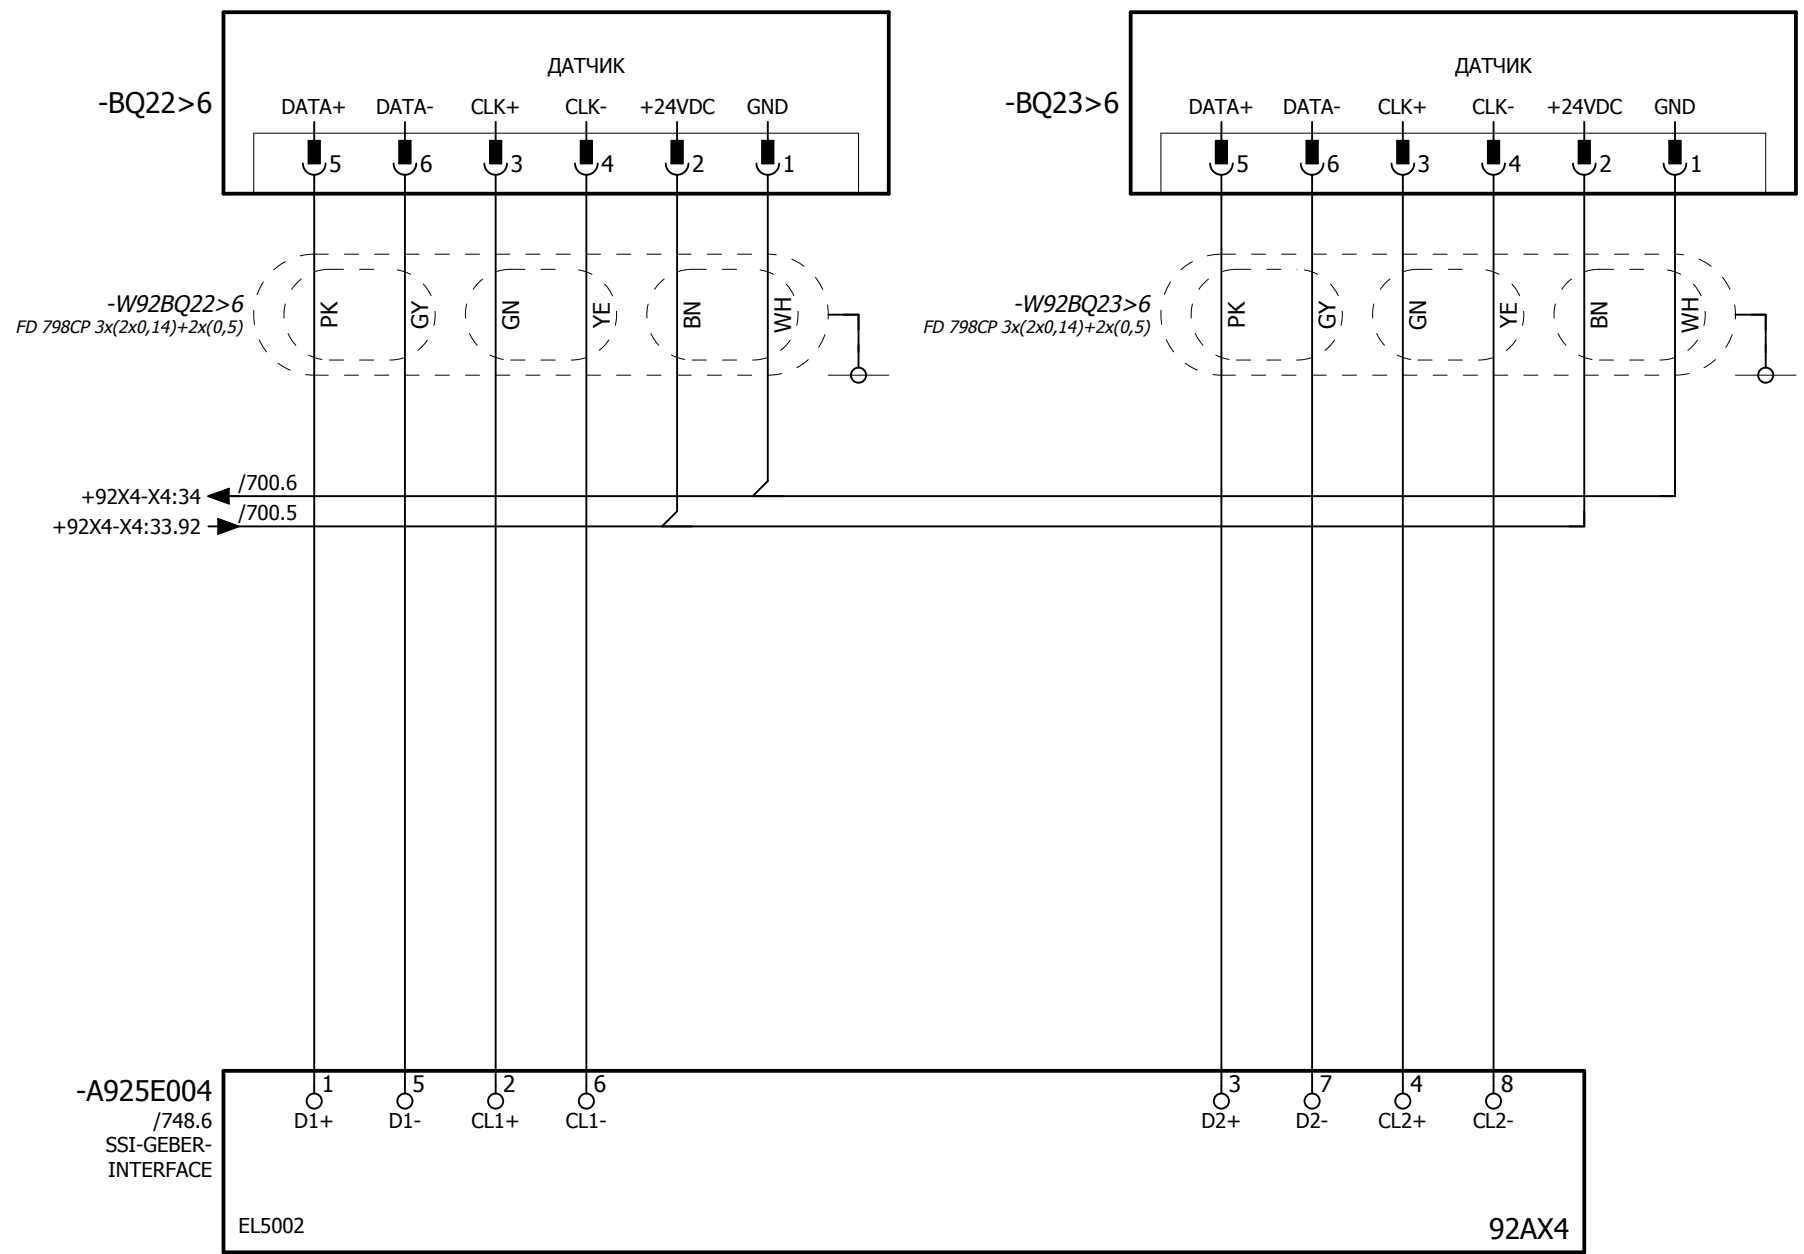 ДАТЧИК
-BQ22>6
DATA+ DATA- CLK+ CLK- +24VDC GND
5 6 3 4 2 1
-W92BQ22>6
FD 798CP 3x(2x0,14)+2x(0,5)
PK GY GN YE BN WH
ДАТЧИК
-BQ23>6
DATA+ DATA- CLK+ CLK- +24VDC GND
5 6 3 4 2 1
-W92BQ23>6
FD 798CP 3x(2x0,14)+2x(0,5)
PK GY GN YE BN WH
+92X4-X4:34 /700.6
+92X4-X4:33.92 /700.5
-A925E004
/748.6
SSI-GEBER-
INTERFACE
1 5 2 6 3 7 4 8
D1+ D1- CL1+ CL1- D2+ D2- CL2+ CL2-
EL5002 92AX4